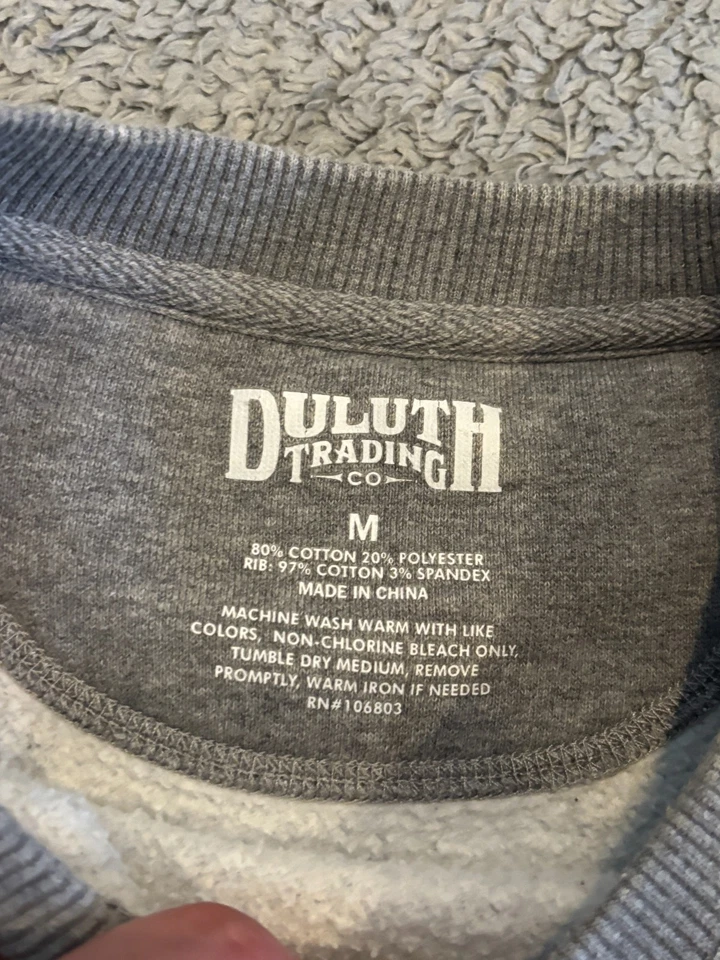 DULUTH
TRADING
CO
M
80% COTTON 20% POLYESTER
RIB: 97% COTTON 3% SPANDEX
MADE IN CHINA
MACHINE WASH WARM WITH LIKE
COLORS, NON-CHLORINE BLEACH ONLY,
TUMBLE DRY MEDIUM, REMOVE
PROMPTLY, WARM IRON IF NEEDED
RN#106803